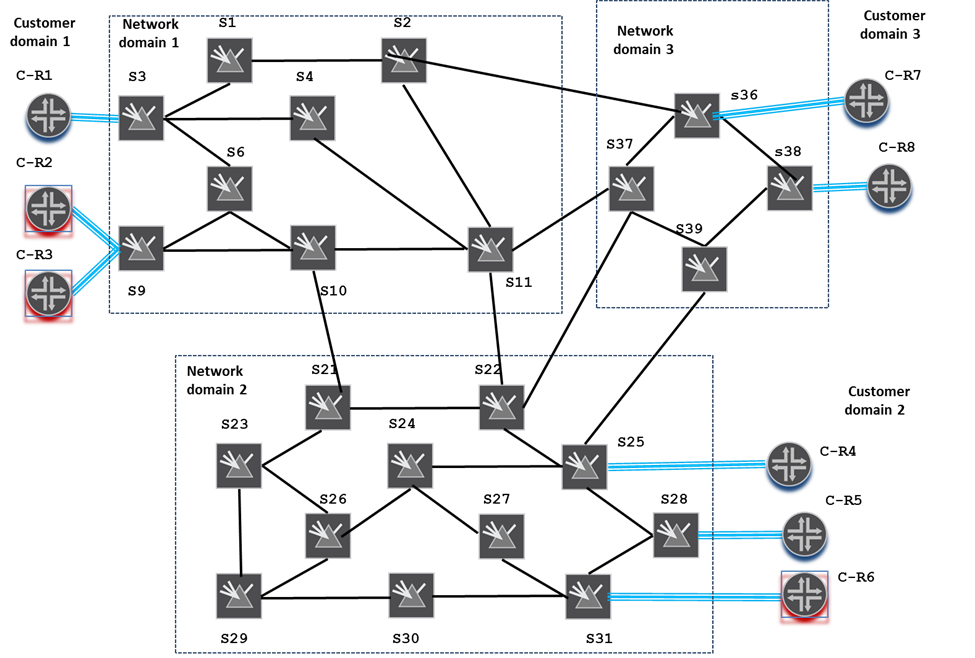 Customer
domain 1
Network
domain 1
S1
S2
Network
domain 3
Customer
domain 3
C-R1
S3
S4
s36
C-R7
C-R2
S6
S37
s38
C-R8
C-R3
S9
S10
S11
S39
Network
domain 2
S21
S22
Customer
domain 2
S23
S24
S25
C-R4
S26
S27
S28
C-R5
C-R6
S29
S30
S31